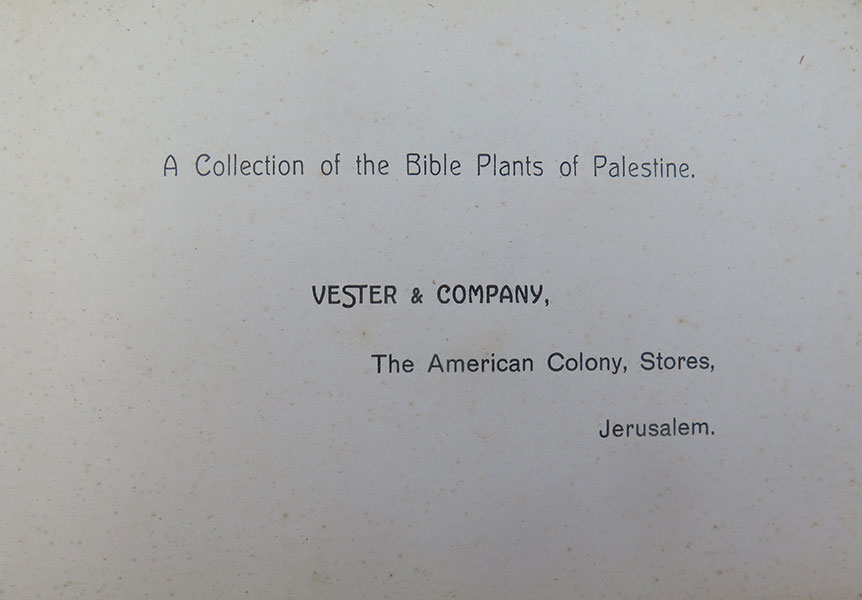 A Collection of the Bible Plants of Palestine.
VESTER & COMPANY,
The American Colony, Stores,
Jerusalem.